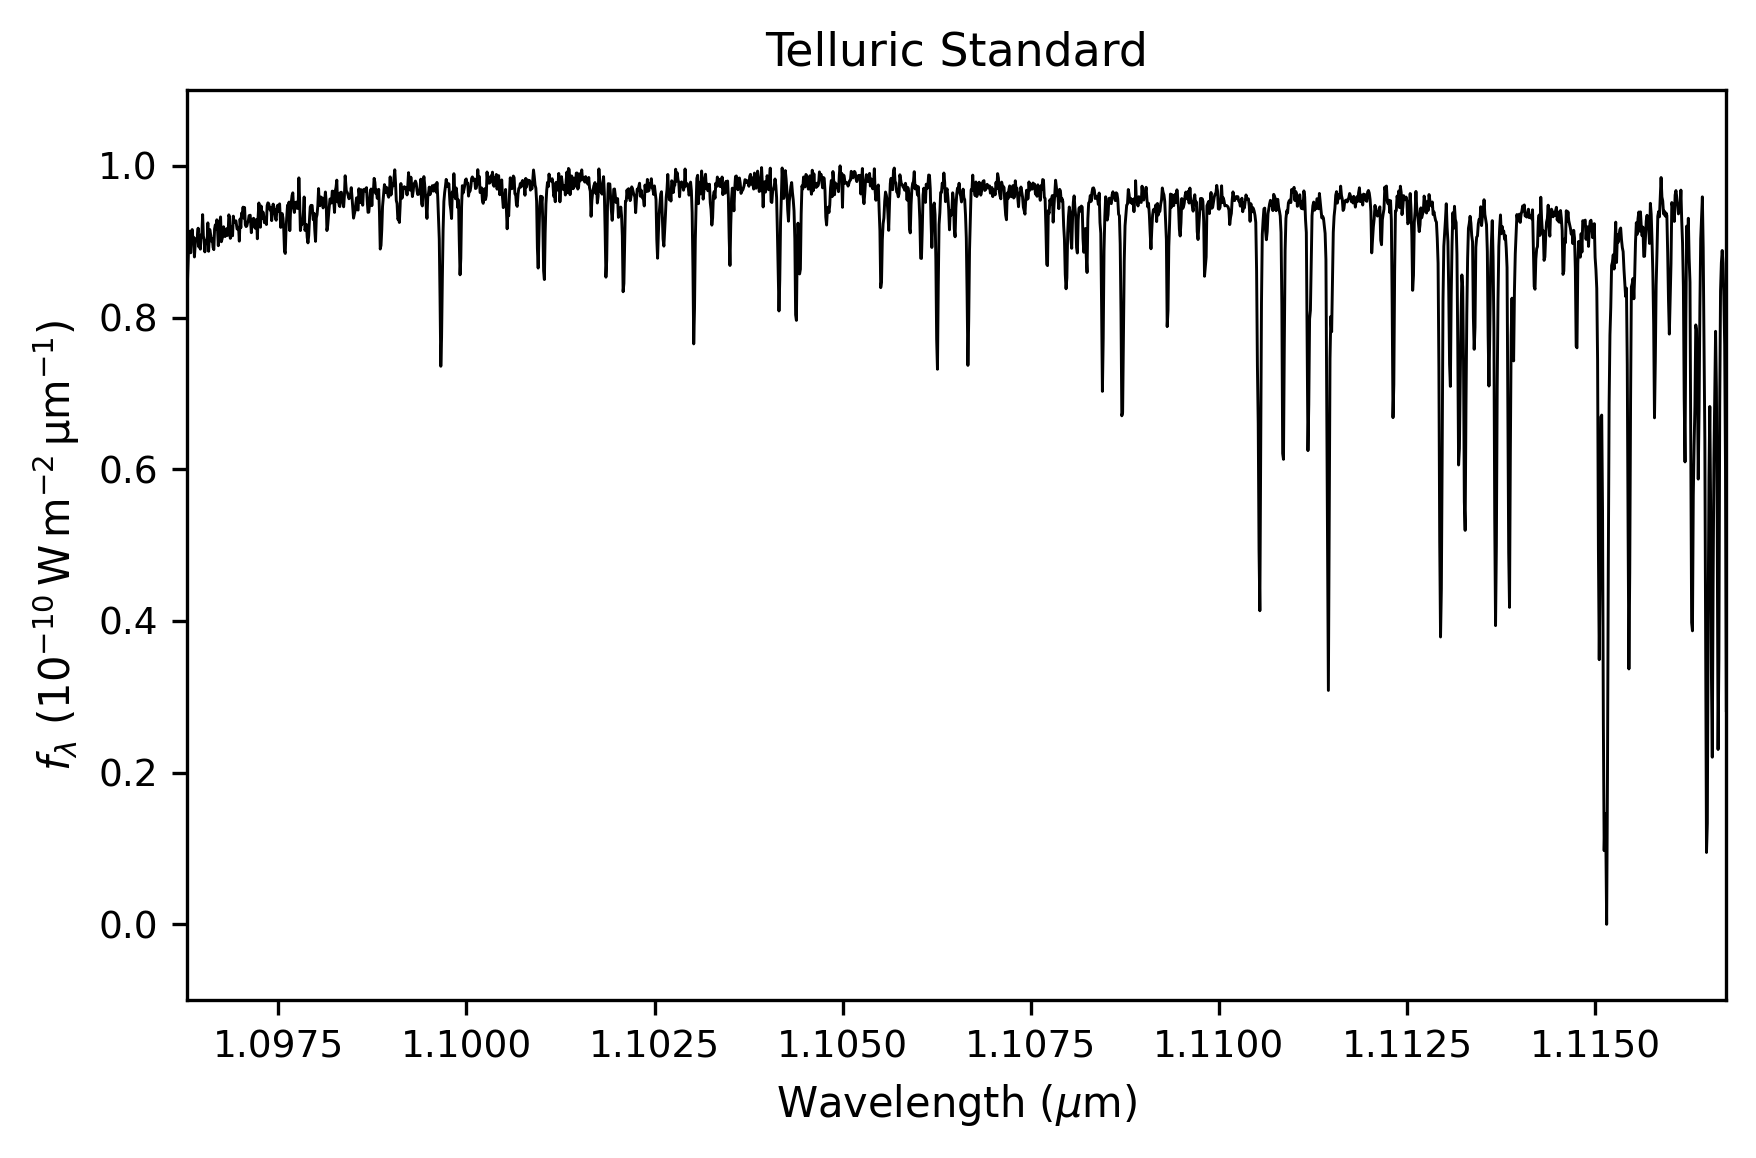 Telluric Standard
1.0
0.8
0.6
0.4
0.2
0.0
f_λ (10⁻¹⁰ W m⁻² μm⁻¹)
1.0975 1.1000 1.1025 1.1050 1.1075 1.1100 1.1125 1.1150
Wavelength (μm)